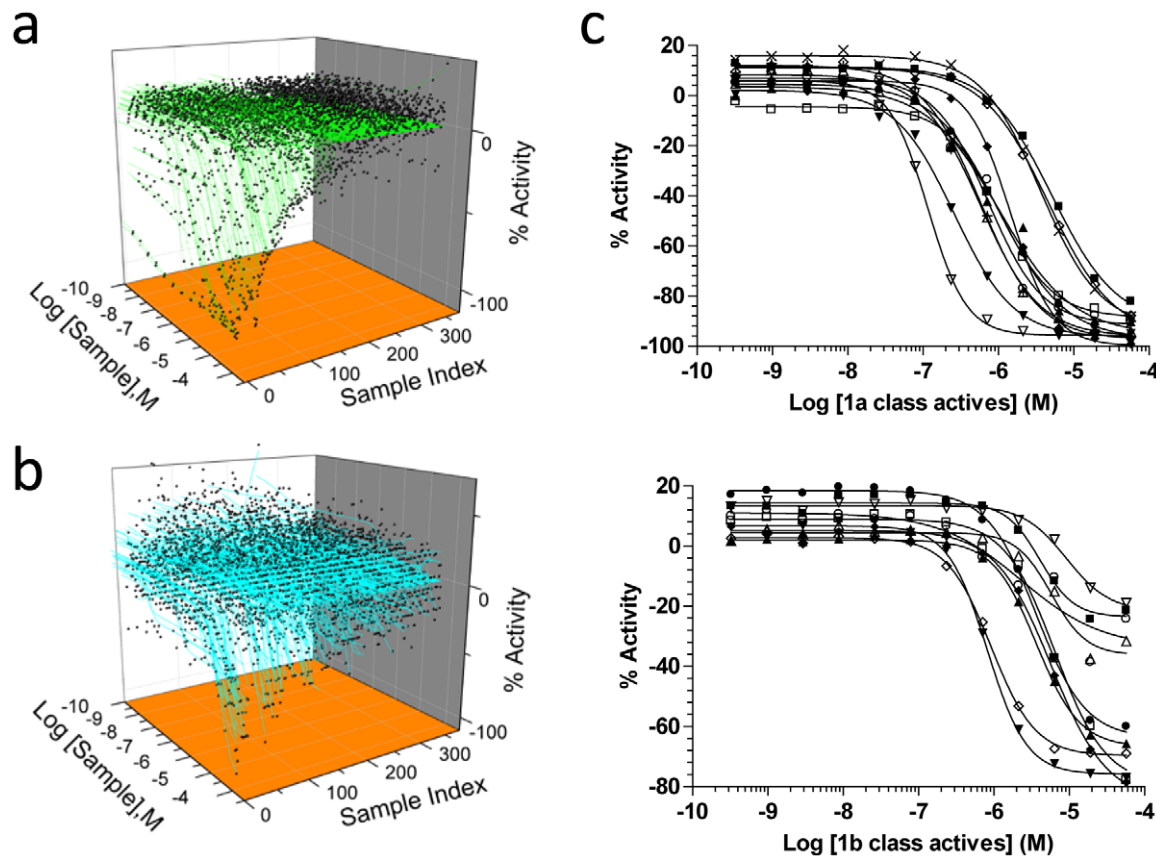 a
0
% Activity
-100
-10
-9
-8
-7
-6
-5
-4
Log [Sample],M
0
100
200
300
Sample Index
b
0
% Activity
-100
-10
-9
-8
-7
-6
-5
-4
Log [Sample],M
0
100
200
300
Sample Index
c
20
0
-20
-40
-60
-80
-100
% Activity
-10 -9 -8 -7 -6 -5 -4
Log [1a class actives] (M)
20
0
-20
-40
-60
-80
% Activity
-10 -9 -8 -7 -6 -5 -4
Log [1b class actives] (M)